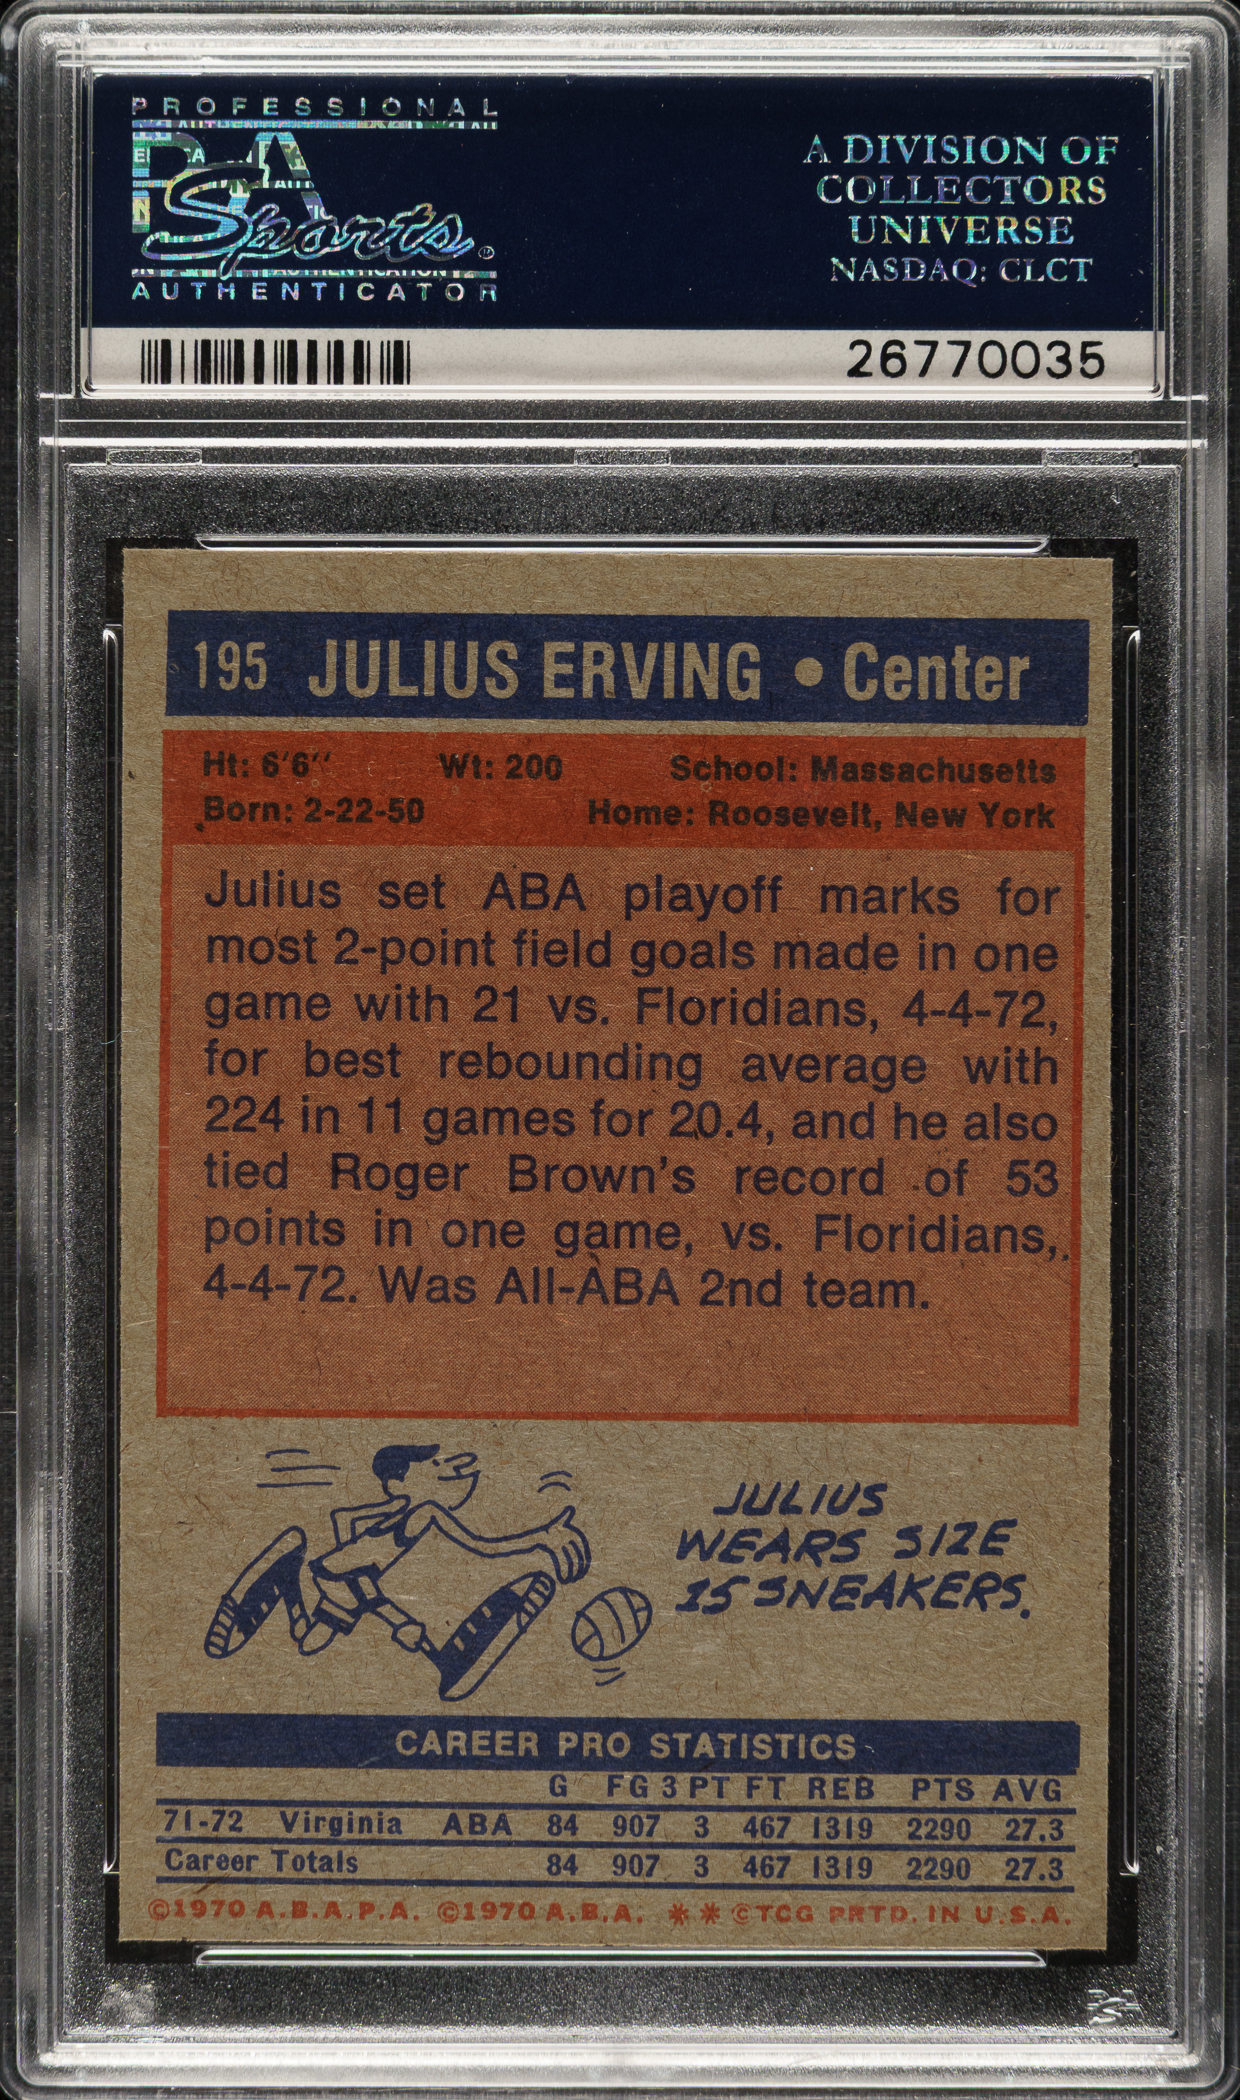 PROFESSIONAL
PSA
Sports
AUTHENTICATOR
A DIVISION OF
COLLECTORS
UNIVERSE
NASDAQ: CLCT
26770035
195 JULIUS ERVING • Center
Ht: 6'6'' Wt: 200 School: Massachusetts
Born: 2-22-50 Home: Roosevelt, New York
Julius set ABA playoff marks for
most 2-point field goals made in one
game with 21 vs. Floridians, 4-4-72,
for best rebounding average with
224 in 11 games for 20.4, and he also
tied Roger Brown's record of 53
points in one game, vs. Floridians,
4-4-72. Was All-ABA 2nd team.
JULIUS
WEARS SIZE
15 SNEAKERS.
CAREER PRO STATISTICS
G FG 3 PT FT REB PTS AVG
71-72 Virginia ABA 84 907 3 467 1319 2290 27.3
Career Totals 84 907 3 467 1319 2290 27.3
©1970 A.B.A.P.A. ©1970 A.B.A. ** ©TCG PRTD. IN U.S.A.